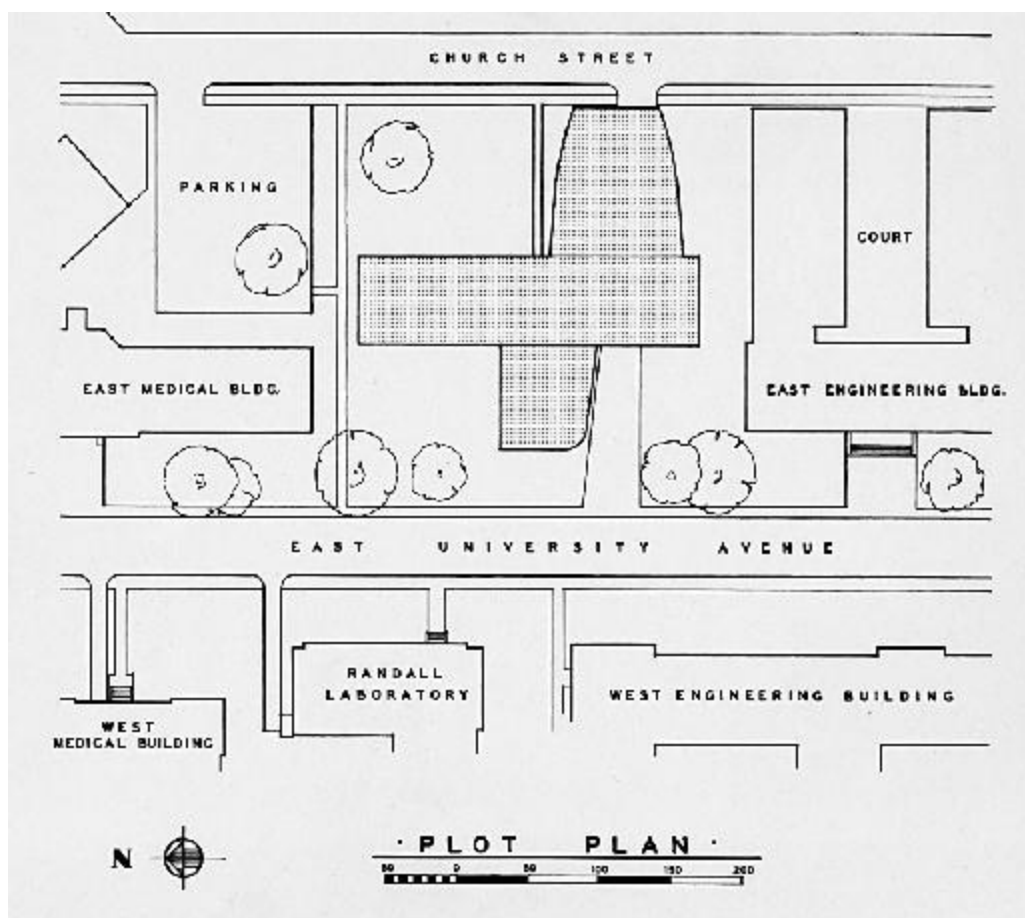 CHURCH STREET
PARKING
COURT
EAST MEDICAL BLDG.
EAST ENGINEERING BLDG.
EAST UNIVERSITY AVENUE
RANDALL
LABORATORY
WEST ENGINEERING BUILDING
WEST
MEDICAL BUILDING
N
· PLOT PLAN ·
50 0 50 100 150 200